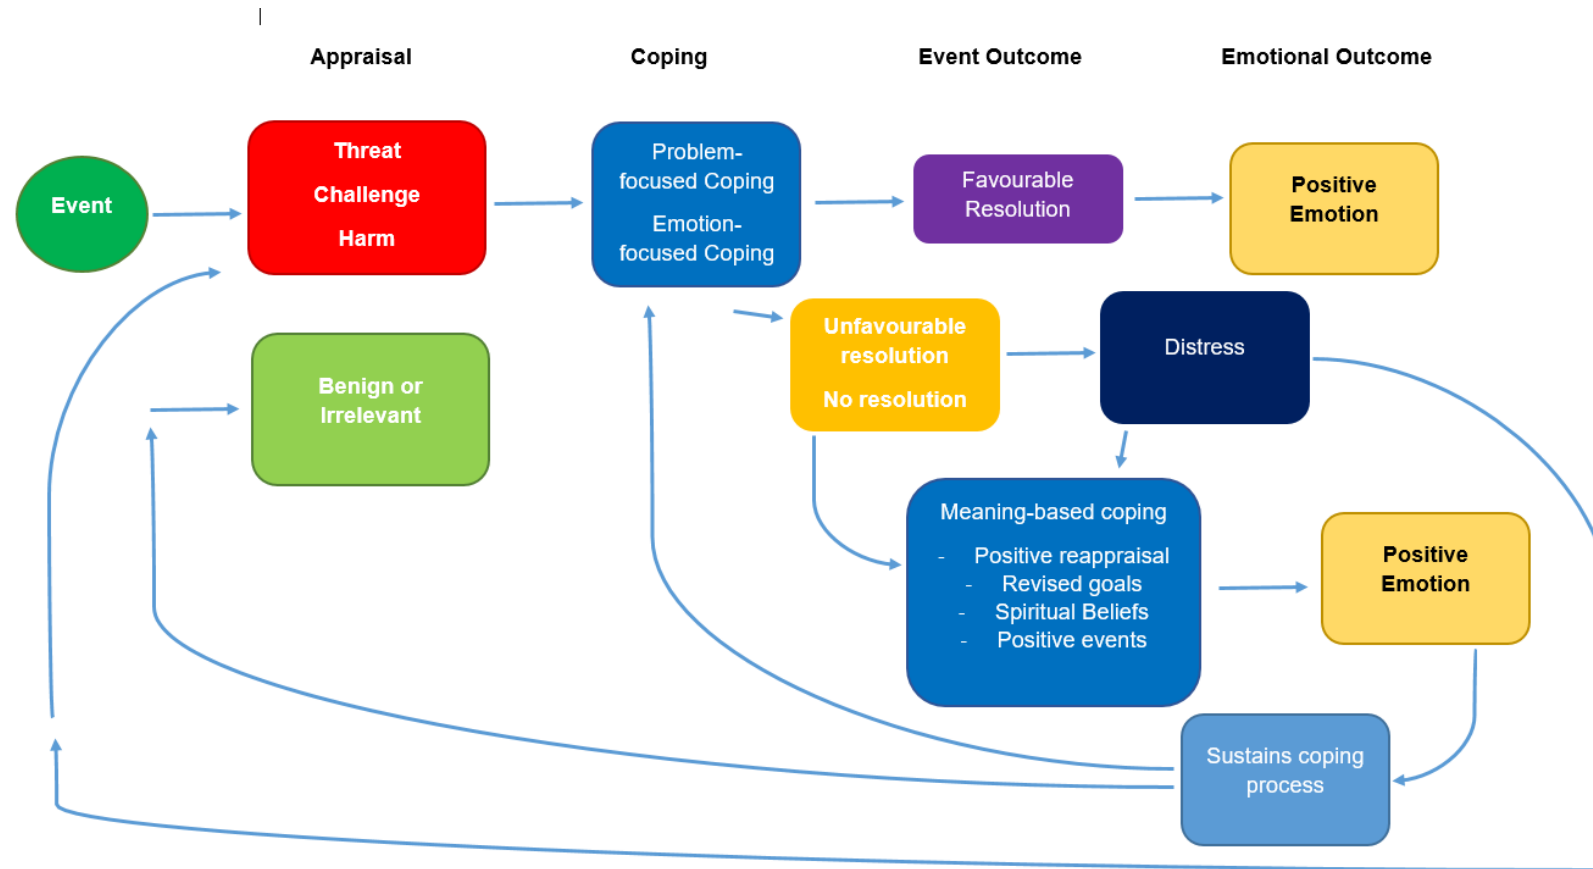 Appraisal
Coping
Event Outcome
Emotional Outcome
Event
Threat
Challenge
Harm
Problem-
focused Coping
Emotion-
focused Coping
Favourable
Resolution
Positive
Emotion
Benign or
Irrelevant
Unfavourable
resolution
No resolution
Distress
Meaning-based coping
- Positive reappraisal
- Revised goals
- Spiritual Beliefs
- Positive events
Positive
Emotion
Sustains coping
process